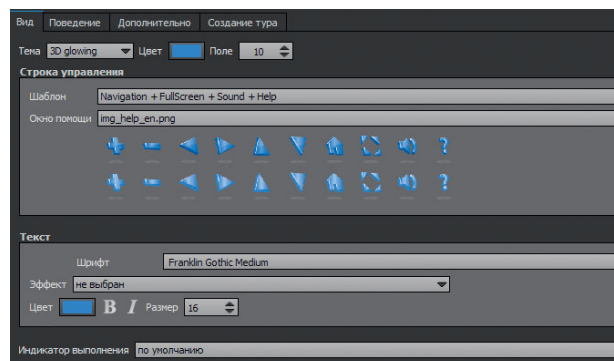 Вид Поведение Дополнительно Создание тура
Тема 3D glowing Цвет Поле 10
Строка управления
Шаблон Navigation + FullScreen + Sound + Help
Окно помощи img_help_en.png
Текст
Шрифт Franklin Gothic Medium
Эффект не выбран
Цвет B I Размер 16
Индикатор выполнения по умолчанию